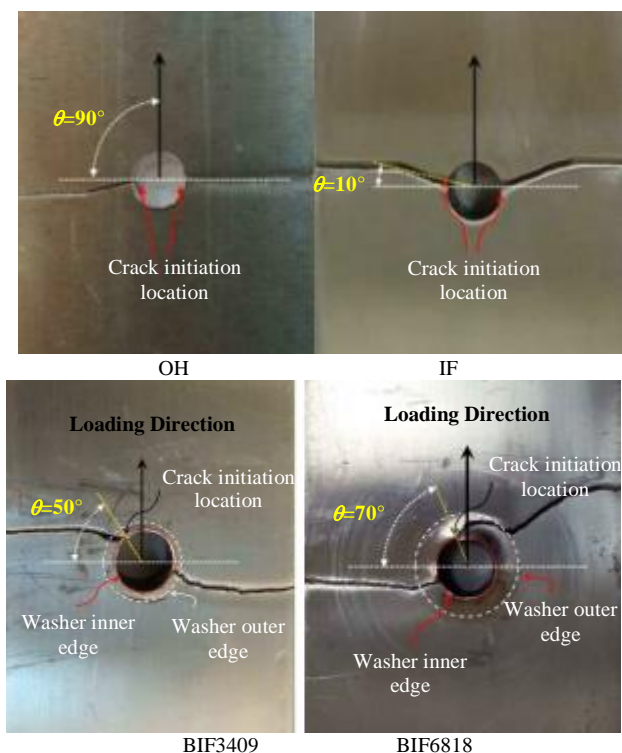 θ=90°
Crack initiation
location
θ=10°
Crack initiation
location
OH
IF
Loading Direction
Crack initiation
location
θ=50°
Washer inner
edge
Washer outer
edge
Loading Direction
Crack initiation
location
θ=70°
Washer outer
edge
Washer inner
edge
BIF3409
BIF6818